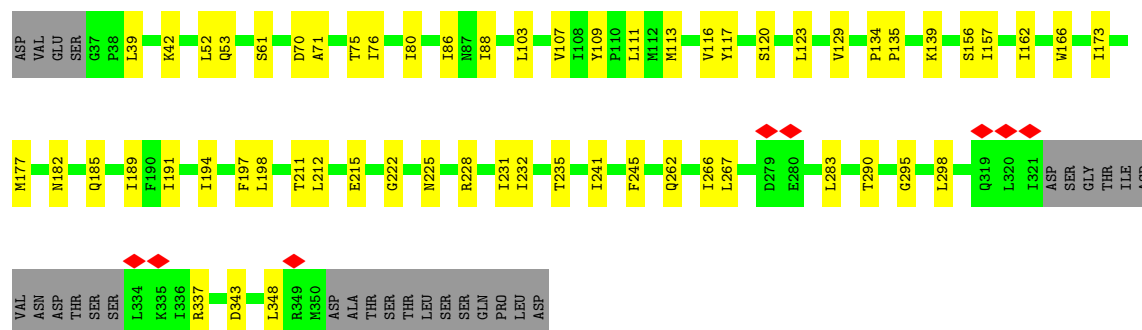 ASP VAL GLU SER G37 P38 L39 K42 L52 Q53 S61 D70 A71 T75 I76 I80 I86 N87 I88 L103 V107 I108 Y109 P110 L111 M112 M113 V116 Y117 S120 L123 V129 P134 P135 K139 S156 I157 I162 W166 I173
M177 N182 Q185 I189 F190 I191 I194 F197 L198 T211 L212 E215 G222 N225 R228 I231 I232 T235 I241 F245 Q262 I266 L267 D279 E280 L283 T290 G295 L298 Q319 L320 I321 ASP SER GLY THR ILE
VAL ASN ASP THR SER SER L334 K335 I336 R337 D343 L348 R349 M350 ASP ALA THR SER THR LEU SER SER GLN PRO LEU ASP